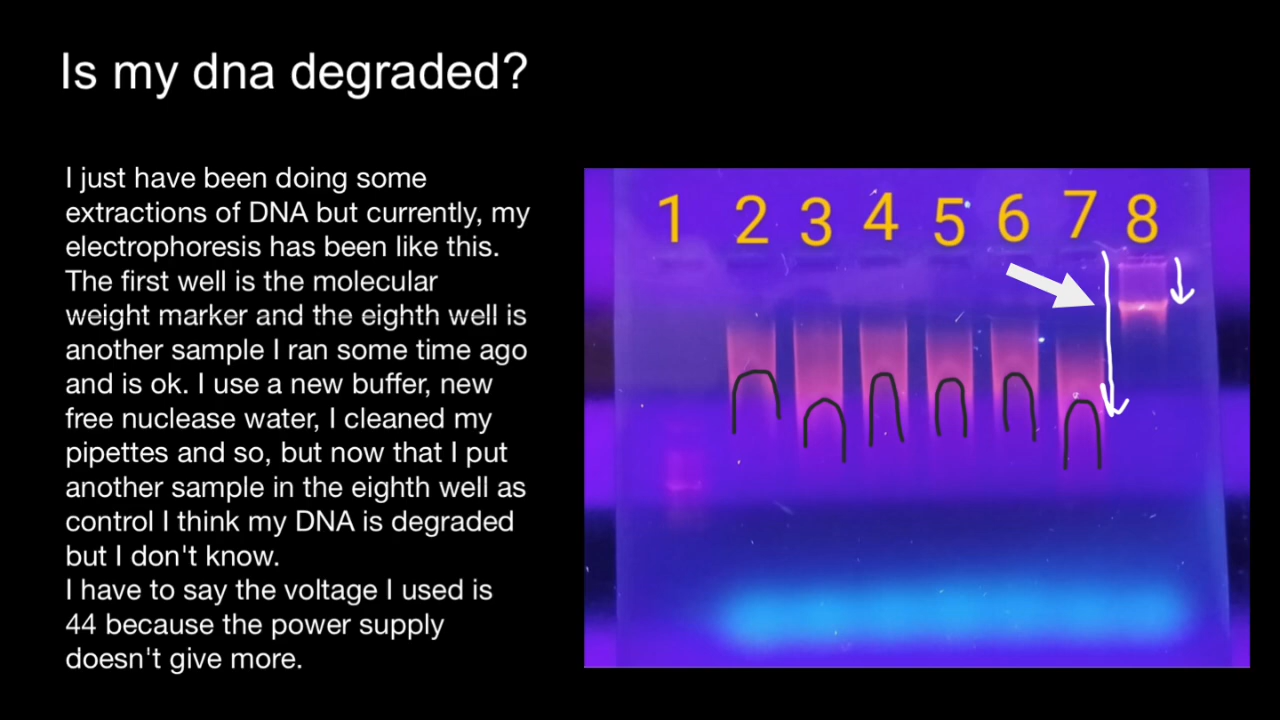 Is my dna degraded?
I just have been doing some
extractions of DNA but currently, my
electrophoresis has been like this.
The first well is the molecular
weight marker and the eighth well is
another sample I ran some time ago
and is ok. I use a new buffer, new
free nuclease water, I cleaned my
pipettes and so, but now that I put
another sample in the eighth well as
control I think my DNA is degraded
but I don't know.
I have to say the voltage I used is
44 because the power supply
doesn't give more.
1 2 3 4 5 6 7 8